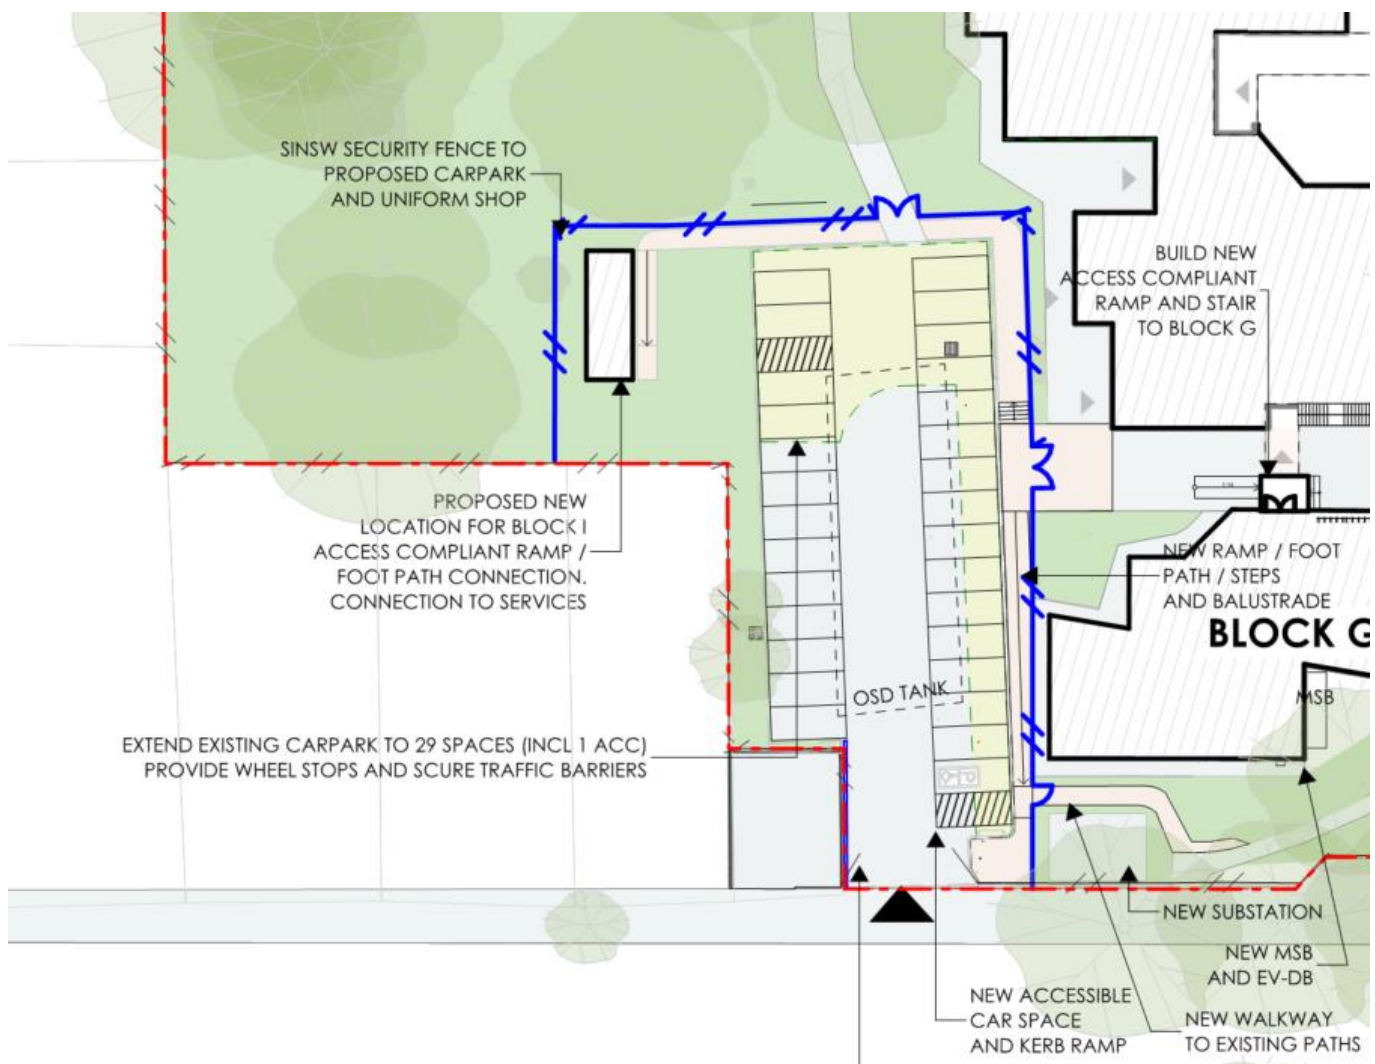 SINSW SECURITY FENCE TO
PROPOSED CARPARK
AND UNIFORM SHOP
BUILD NEW
ACCESS COMPLIANT
RAMP AND STAIR
TO BLOCK G
PROPOSED NEW
LOCATION FOR BLOCK I
ACCESS COMPLIANT RAMP /
FOOT PATH CONNECTION.
CONNECTION TO SERVICES
NEW RAMP / FOOT
PATH / STEPS
AND BALUSTRADE
BLOCK G
MSB
OSD TANK
EXTEND EXISTING CARPARK TO 29 SPACES (INCL 1 ACC)
PROVIDE WHEEL STOPS AND SCURE TRAFFIC BARRIERS
NEW SUBSTATION
NEW MSB
AND EV-DB
NEW ACCESSIBLE
CAR SPACE
AND KERB RAMP
NEW WALKWAY
TO EXISTING PATHS